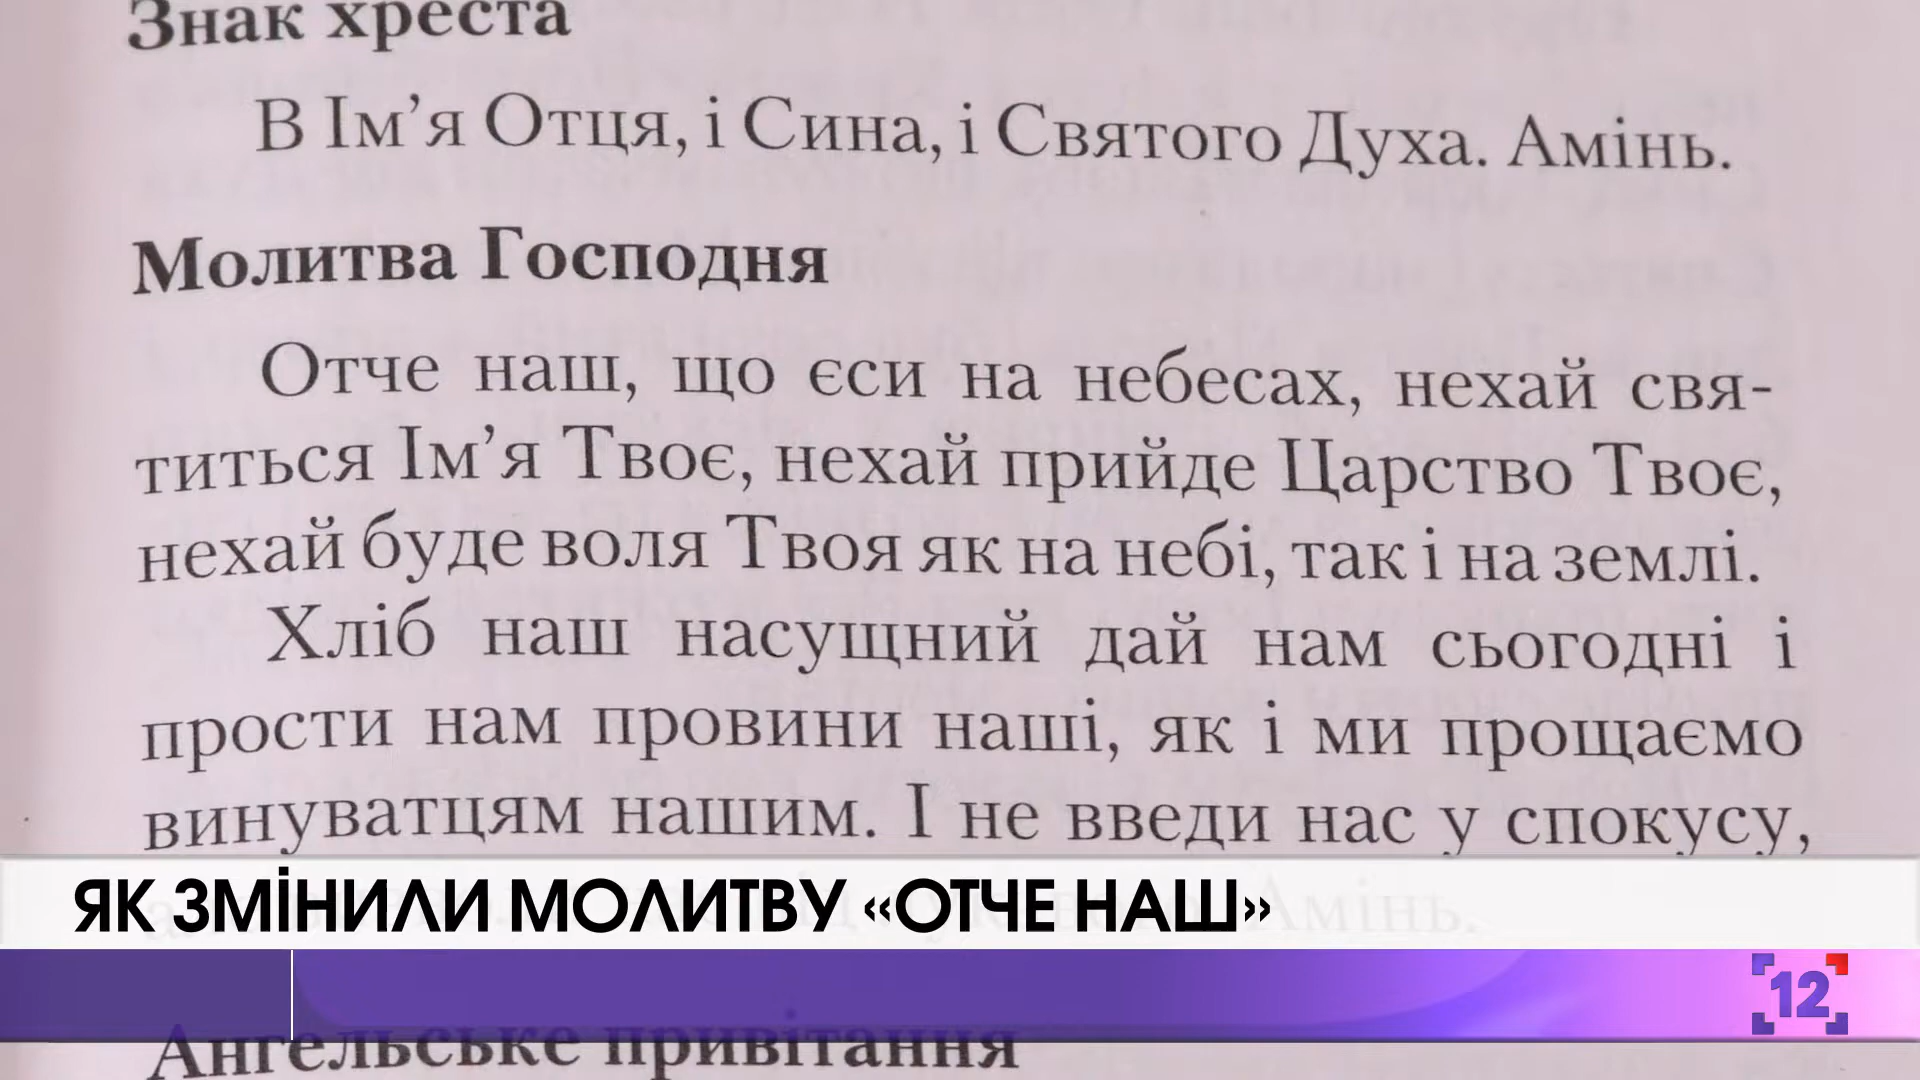 Знак хреста
В Ім’я Отця, і Сина, і Святого Духа. Амінь.
Молитва Господня
Отче наш, що єси на небесах, нехай свя-
титься Ім’я Твоє, нехай прийде Царство Твоє,
нехай буде воля Твоя як на небі, так і на землі.
Хліб наш насущний дай нам сьогодні і
прости нам провини наші, як і ми прощаємо
винуватцям нашим. І не введи нас у спокусу,
Амінь.
ЯК ЗМІНИЛИ МОЛИТВУ «ОТЧЕ НАШ»
12
Ангельське привітання